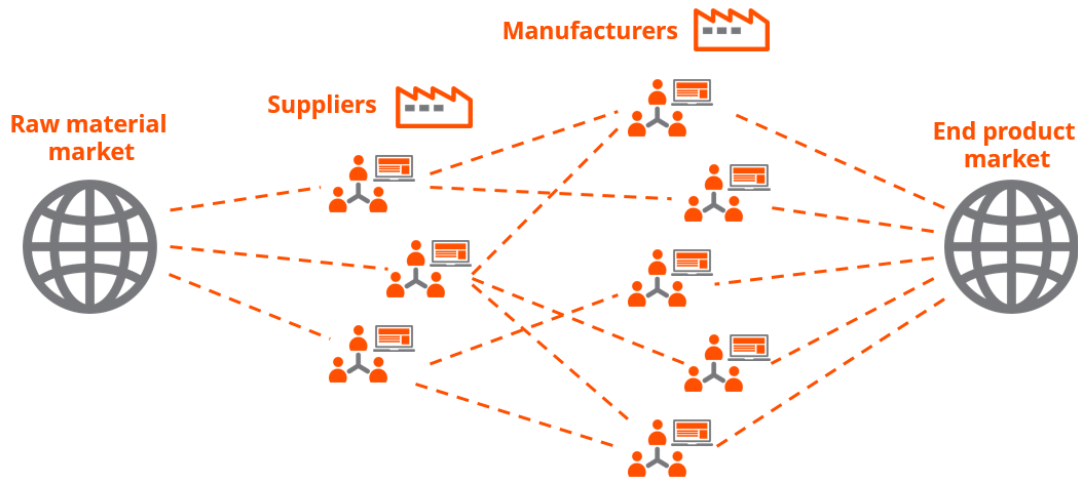 Manufacturers
Suppliers
Raw material
market
End product
market